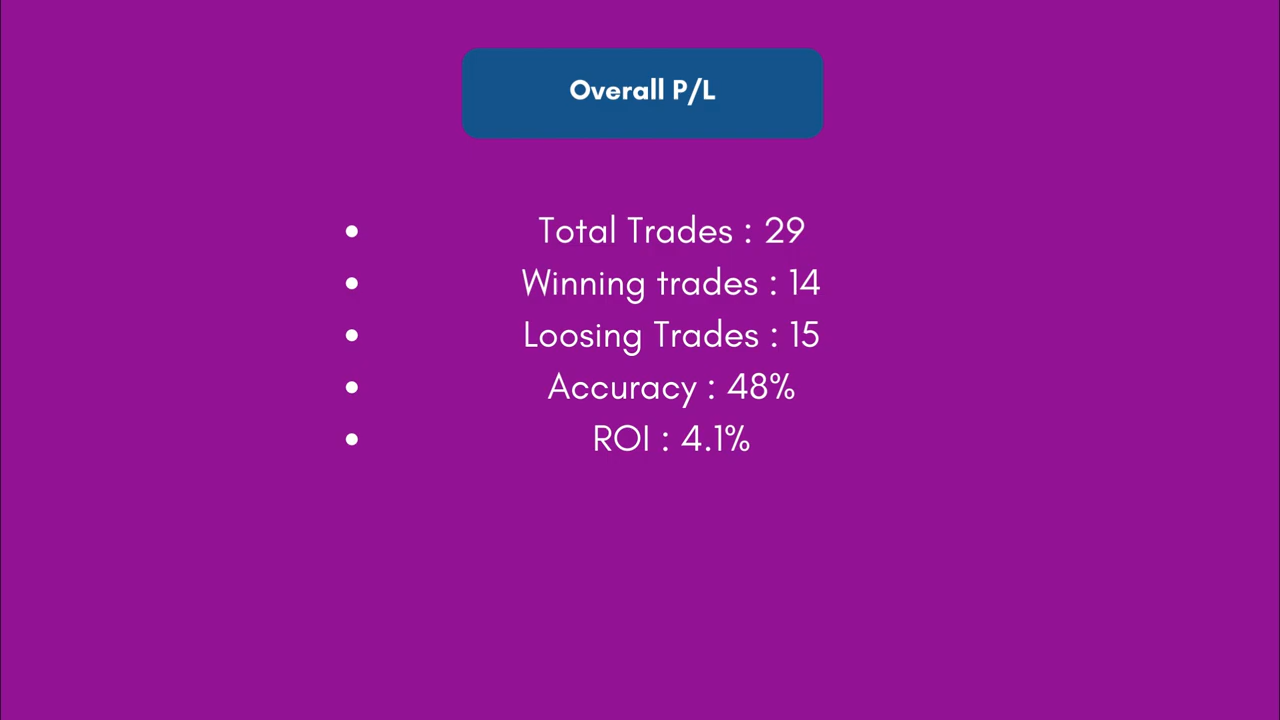 Overall P/L
• Total Trades : 29
• Winning trades : 14
• Loosing Trades : 15
• Accuracy : 48%
• ROI : 4.1%